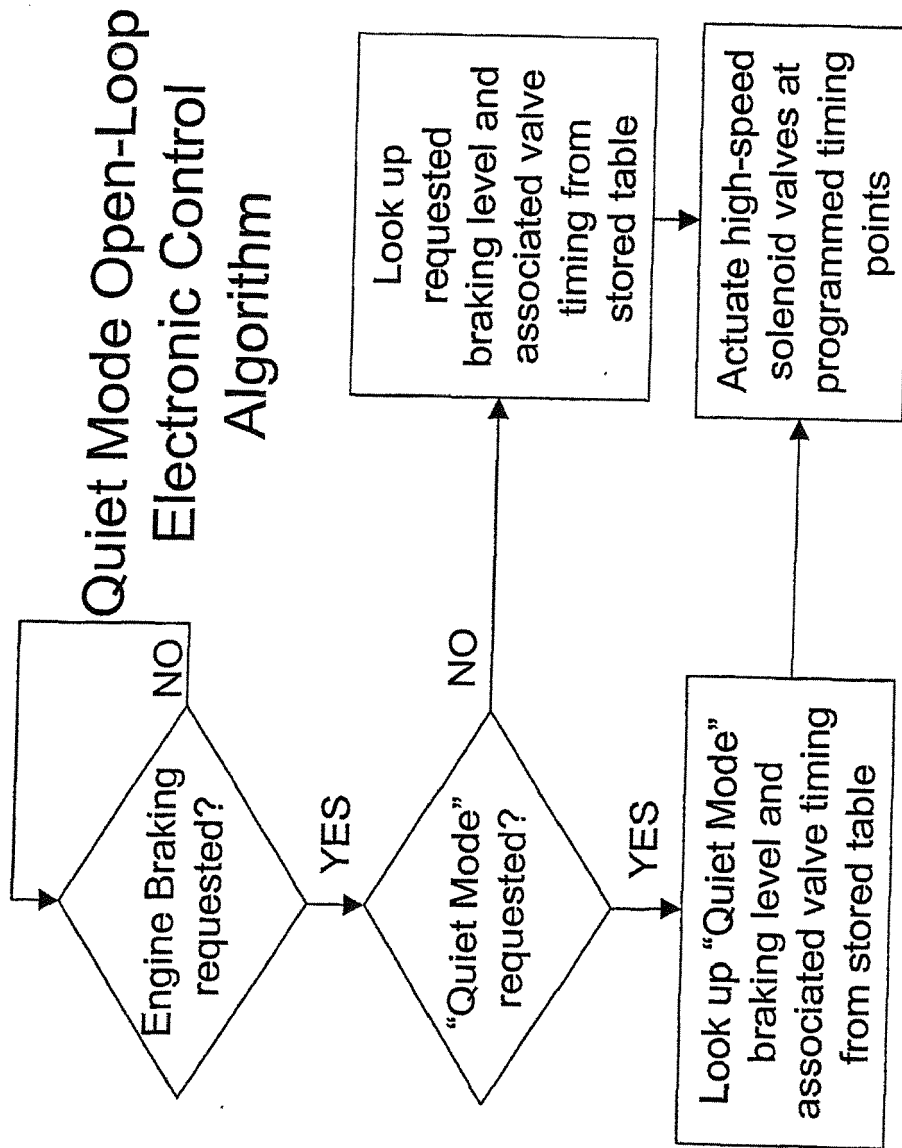 Quiet Mode Open-Loop
Electronic Control
Algorithm
Engine Braking
requested?
NO
YES
“Quiet Mode”
requested?
NO
YES
Look up
requested
braking level and
associated valve
timing from
stored table
Look up “Quiet Mode”
braking level and
associated valve timing
from stored table
Actuate high-speed
solenoid valves at
programmed timing
points